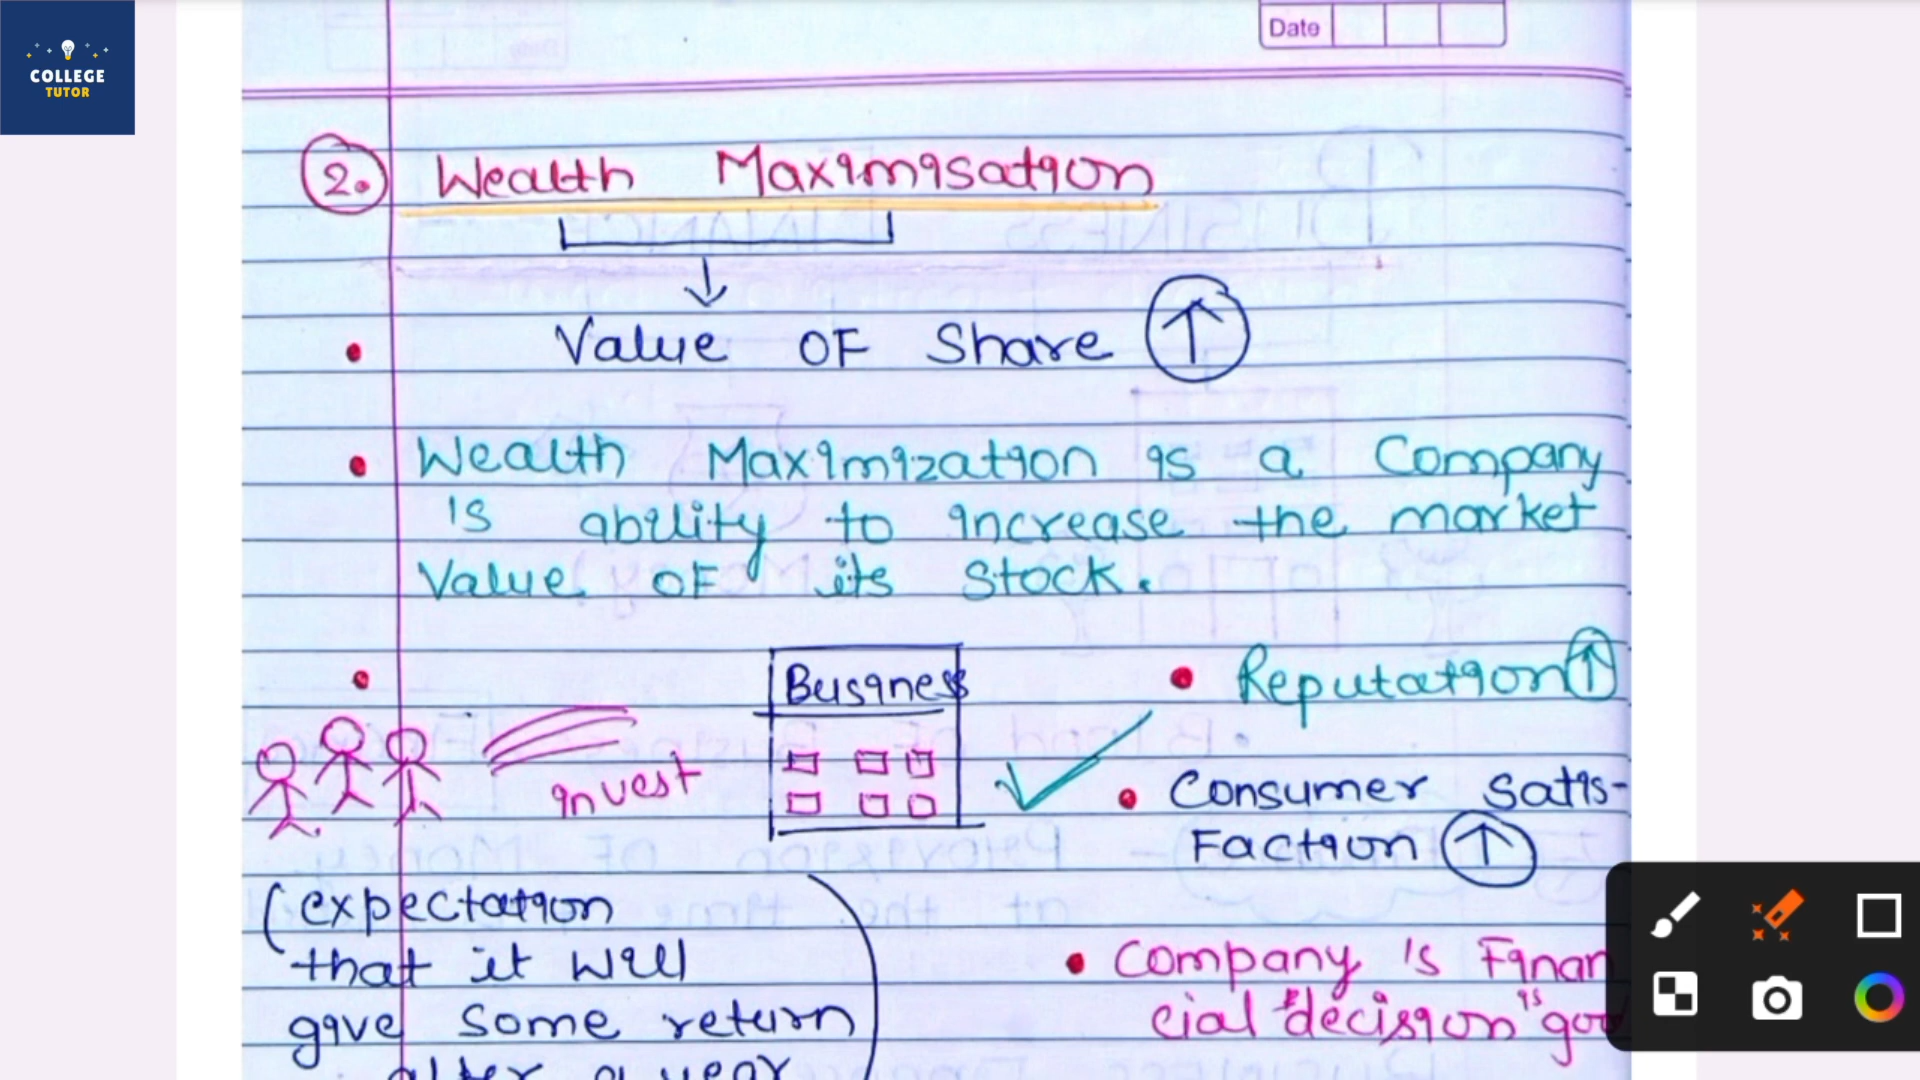 COLLEGE
TUTOR
Date
2. Wealth Maximisation
Value OF Share ↑
Wealth Maximization is a Company
's ability to increase the market
Value OF its Stock.
Business
Reputation ↑
invest
Consumer Satis-
Faction ↑
(expectation
that it will
give some return
after a year
Company 's Finan
cial decision is